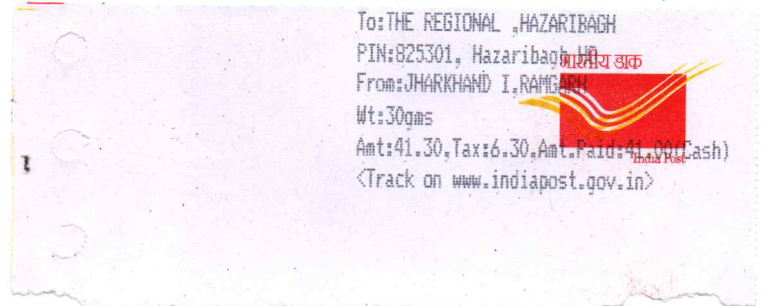 To:THE REGIONAL ,HAZARIBAGH
PIN:825301, Hazaribagh HO
भारतीय डाक
From:JHARKHAND I,RAMGARH
Wt:30gms
Amt:41.30,Tax:6.30,Amt.Paid:41.00(Cash)
India Post
<Track on www.indiapost.gov.in>